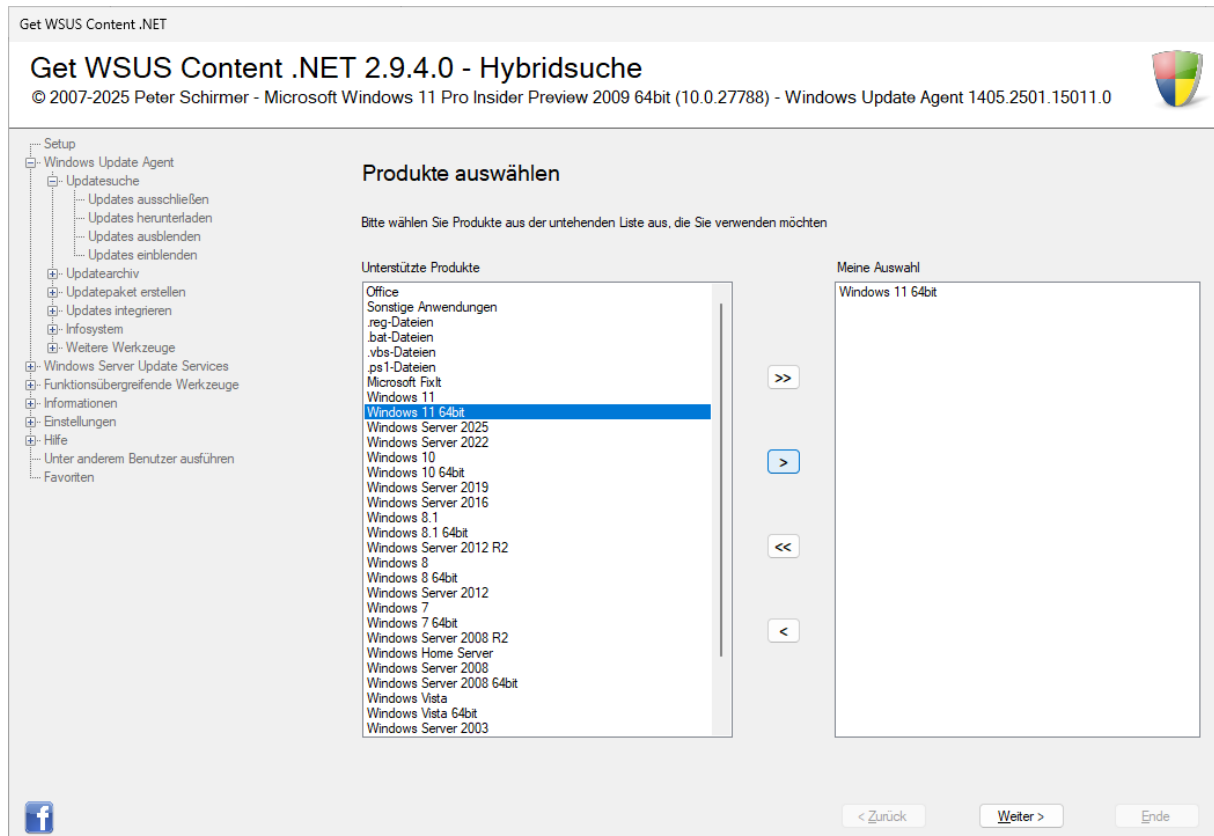 Get WSUS Content .NET
Get WSUS Content .NET 2.9.4.0 - Hybridsuche
© 2007-2025 Peter Schirmer - Microsoft Windows 11 Pro Insider Preview 2009 64bit (10.0.27788) - Windows Update Agent 1405.2501.15011.0
Setup
Windows Update Agent
Updatesuche
Updates ausschließen
Updates herunterladen
Updates ausblenden
Updates einblenden
Updatearchiv
Updatepaket erstellen
Updates integrieren
Infosystem
Weitere Werkzeuge
Windows Server Update Services
Funktionsübergreifende Werkzeuge
Informationen
Einstellungen
Hilfe
Unter anderem Benutzer ausführen
Favoriten
Produkte auswählen
Bitte wählen Sie Produkte aus der untehenden Liste aus, die Sie verwenden möchten
Unterstützte Produkte
Office
Sonstige Anwendungen
.reg-Dateien
.bat-Dateien
.vbs-Dateien
.ps1-Dateien
Microsoft FixIt
Windows 11
Windows 11 64bit
Windows Server 2025
Windows Server 2022
Windows 10
Windows 10 64bit
Windows Server 2019
Windows Server 2016
Windows 8.1
Windows 8.1 64bit
Windows Server 2012 R2
Windows 8
Windows 8 64bit
Windows Server 2012
Windows 7
Windows 7 64bit
Windows Server 2008 R2
Windows Home Server
Windows Server 2008
Windows Server 2008 64bit
Windows Vista
Windows Vista 64bit
Windows Server 2003
>>
>
<<
<
Meine Auswahl
Windows 11 64bit
f
< Zurück
Weiter >
Ende